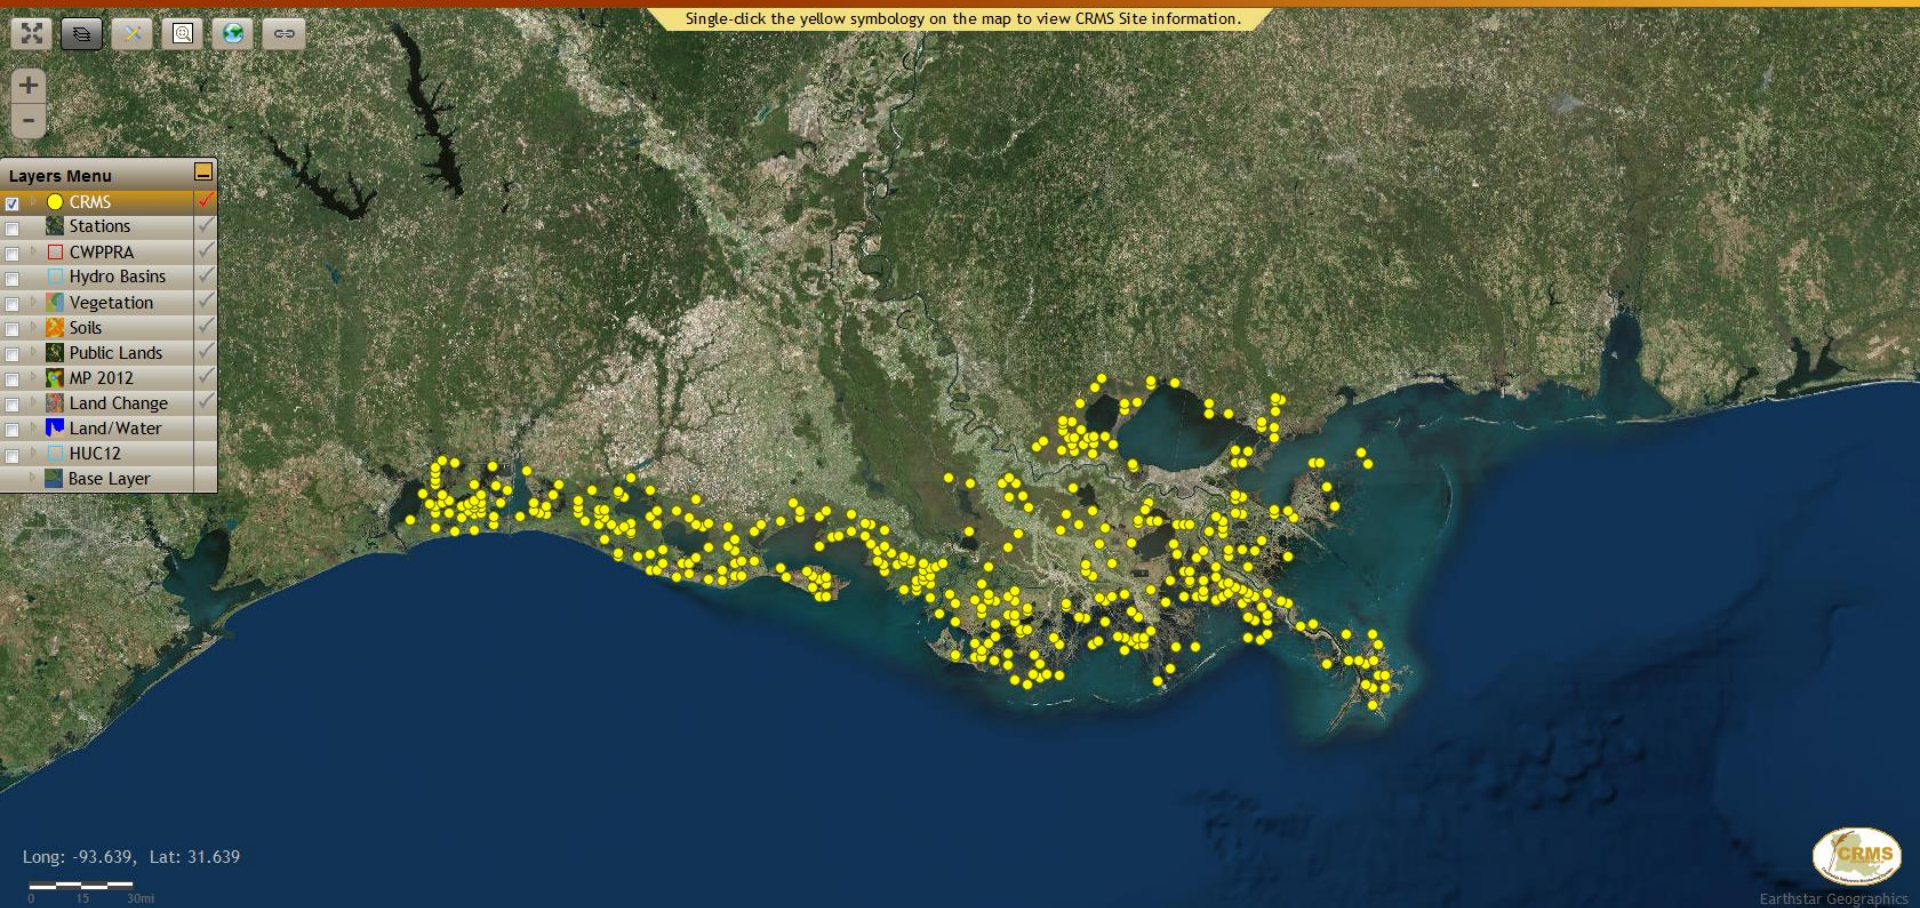 Single-click the yellow symbology on the map to view CRMS Site information.
+
-
Layers Menu
CRMS
Stations
CWPPRA
Hydro Basins
Vegetation
Soils
Public Lands
MP 2012
Land Change
Land/Water
HUC12
Base Layer
Long: -93.639, Lat: 31.639
0 15 30mi
CRMS
Earthstar Geographics